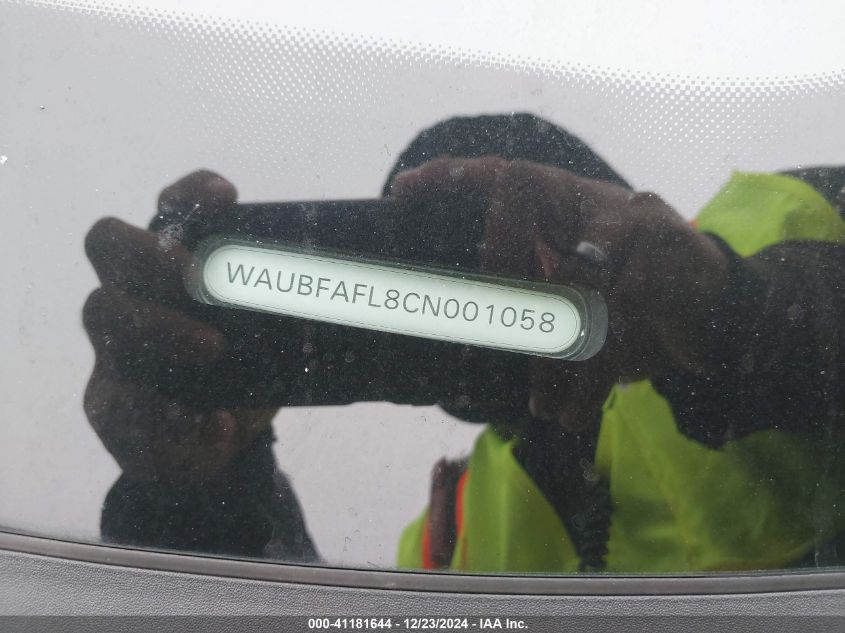 WAUBFAFL8CN001058
000-41181644 - 12/23/2024 - IAA Inc.